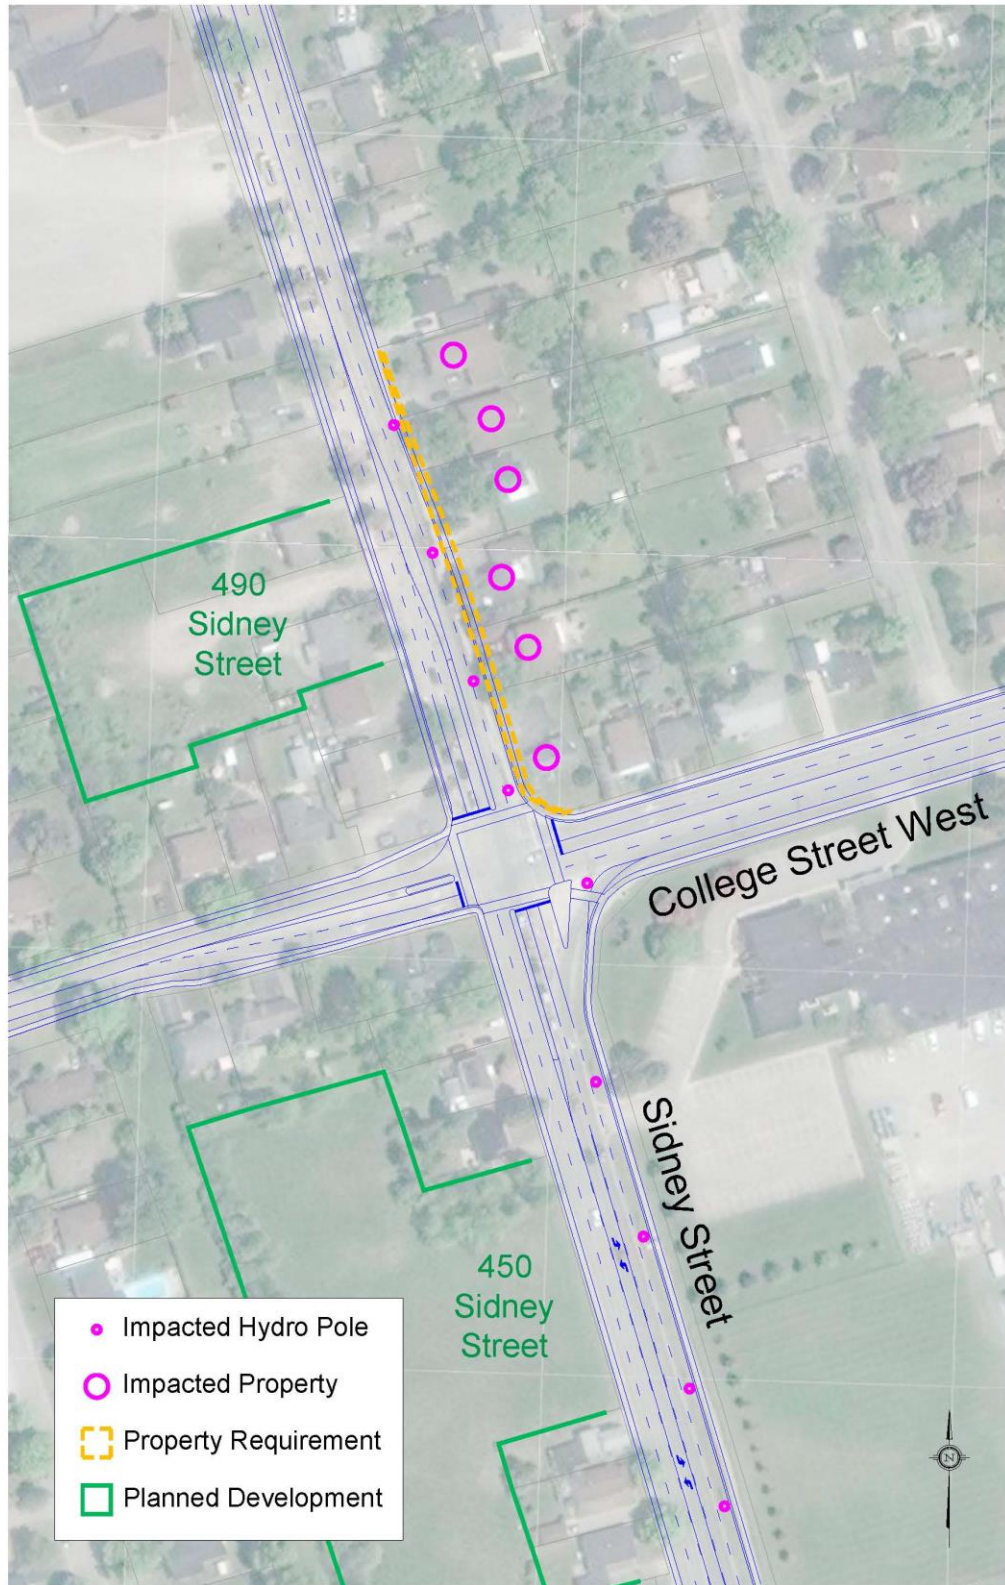 490
Sidney
Street
College Street West
Sidney Street
450
Sidney
Street
Impacted Hydro Pole
Impacted Property
Property Requirement
Planned Development
N